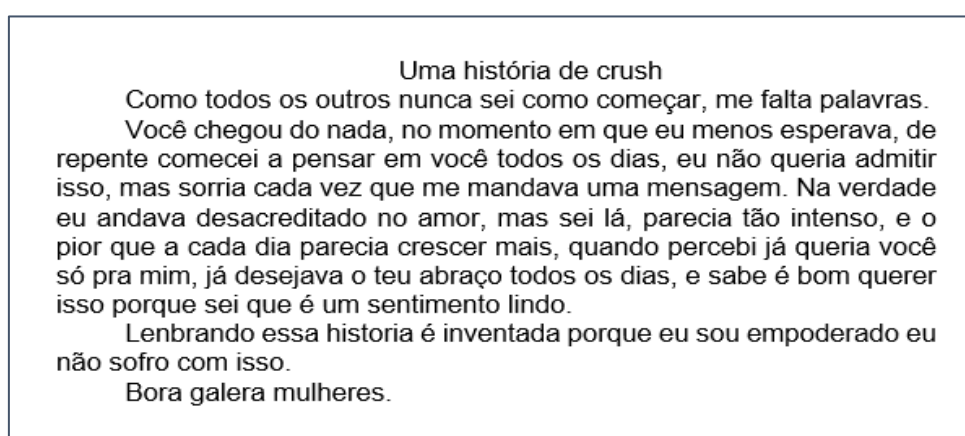 Uma história de crush
Como todos os outros nunca sei como começar, me falta palavras.
Você chegou do nada, no momento em que eu menos esperava, de
repente comecei a pensar em você todos os dias, eu não queria admitir
isso, mas sorria cada vez que me mandava uma mensagem. Na verdade
eu andava desacreditado no amor, mas sei lá, parecia tão intenso, e o
pior que a cada dia parecia crescer mais, quando percebi já queria você
só pra mim, já desejava o teu abraço todos os dias, e sabe é bom querer
isso porque sei que é um sentimento lindo.
Lenbrando essa historia é inventada porque eu sou empoderado eu
não sofro com isso.
Bora galera mulheres.